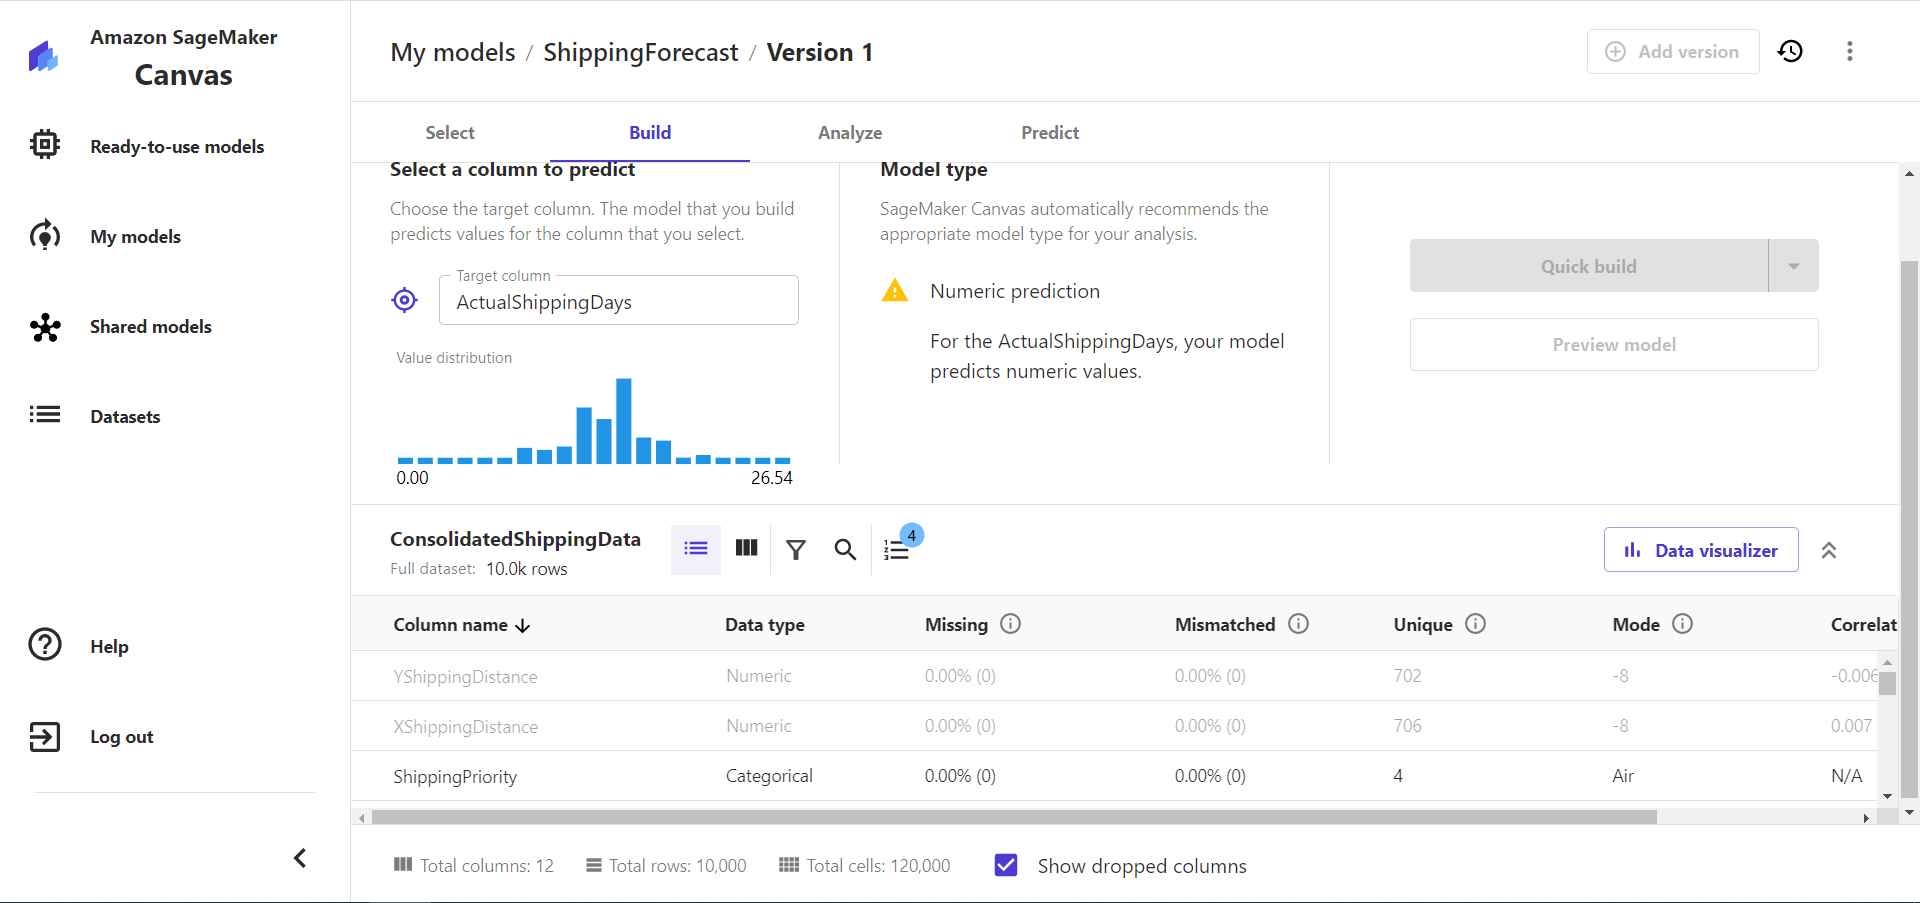 Amazon SageMaker
Canvas
Ready-to-use models
My models
Shared models
Datasets
Help
Log out
My models / ShippingForecast / Version 1
Add version
Select
Build
Analyze
Predict
Select a column to predict
Choose the target column. The model that you build
predicts values for the column that you select.
Target column
ActualShippingDays
Value distribution
0.00
26.54
Model type
SageMaker Canvas automatically recommends the
appropriate model type for your analysis.
Numeric prediction
For the ActualShippingDays, your model
predicts numeric values.
Quick build
Preview model
ConsolidatedShippingData
Full dataset: 10.0k rows
4
Data visualizer
Column name Data type Missing Mismatched Unique Mode Correlat
YShippingDistance Numeric 0.00% (0) 0.00% (0) 702 -8 -0.006
XShippingDistance Numeric 0.00% (0) 0.00% (0) 706 -8 0.007
ShippingPriority Categorical 0.00% (0) 0.00% (0) 4 Air N/A
Total columns: 12 Total rows: 10,000 Total cells: 120,000 Show dropped columns